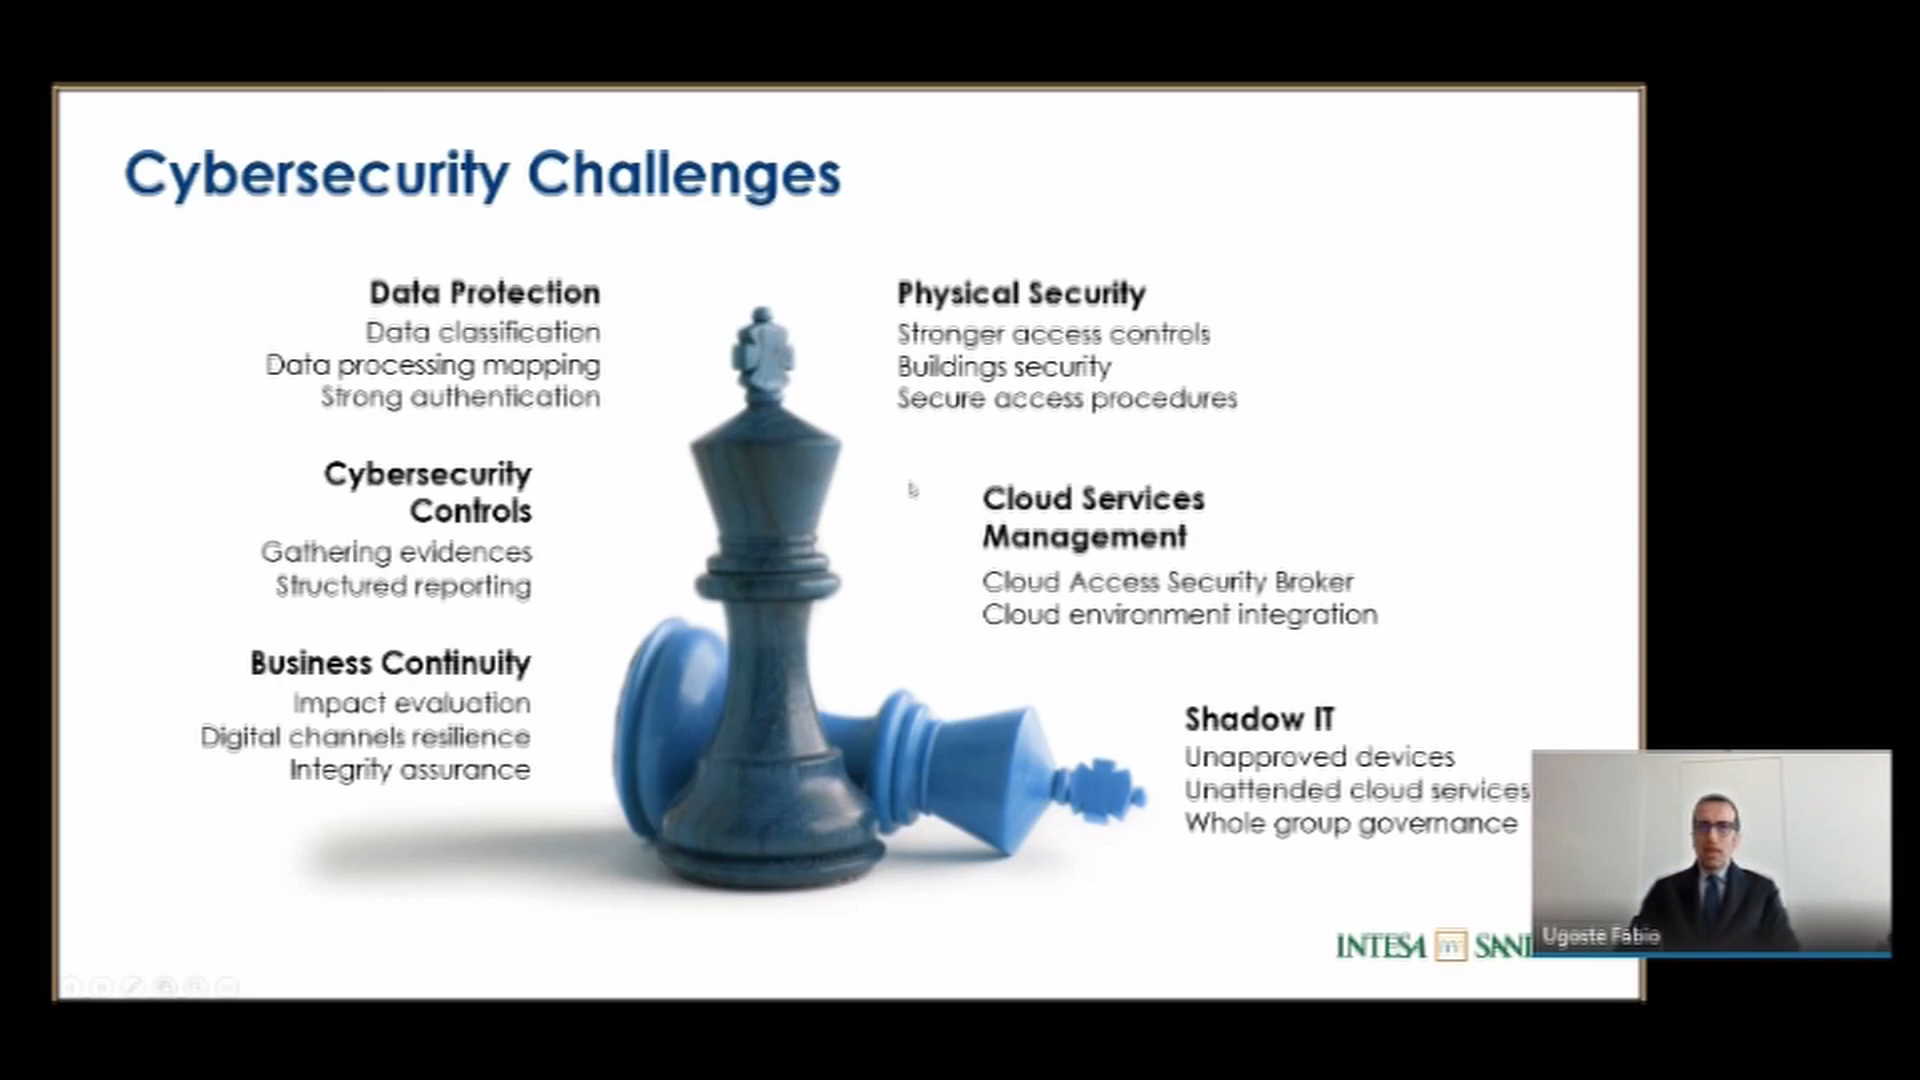 Cybersecurity Challenges
Data Protection
Data classification
Data processing mapping
Strong authentication
Cybersecurity
Controls
Gathering evidences
Structured reporting
Business Continuity
Impact evaluation
Digital channels resilience
Integrity assurance
Physical Security
Stronger access controls
Buildings security
Secure access procedures
Cloud Services
Management
Cloud Access Security Broker
Cloud environment integration
Shadow IT
Unapproved devices
Unattended cloud services
Whole group governance
INTESA SAN
Ugoste Fabio